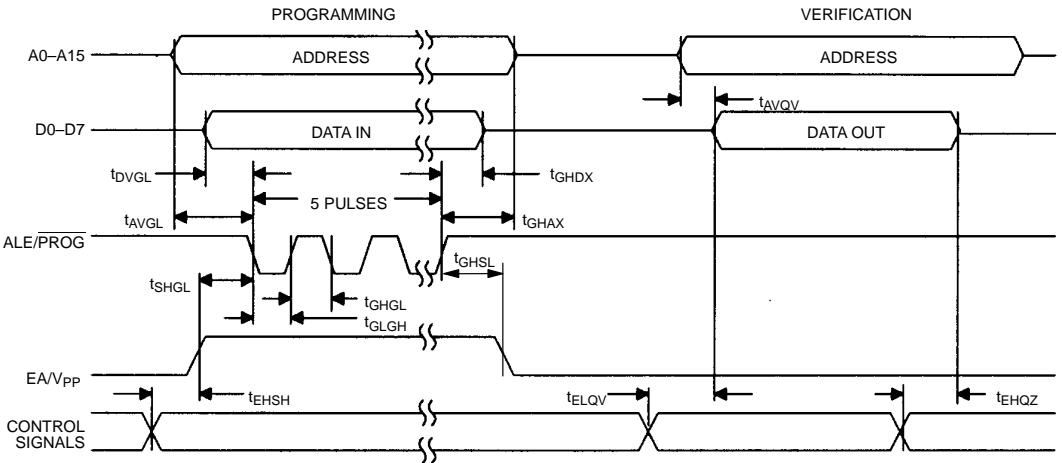 PROGRAMMING VERIFICATION
A0–A15 ADDRESS ADDRESS
tAVQV
D0–D7 DATA IN DATA OUT
tDVGL tGHDX
5 PULSES
tAVGL tGHAX
ALE/PROG
tGHSL
tSHGL
tGHGL
tGLGH
EA/VPP
tEHSH tELQV tEHQZ
CONTROL
SIGNALS